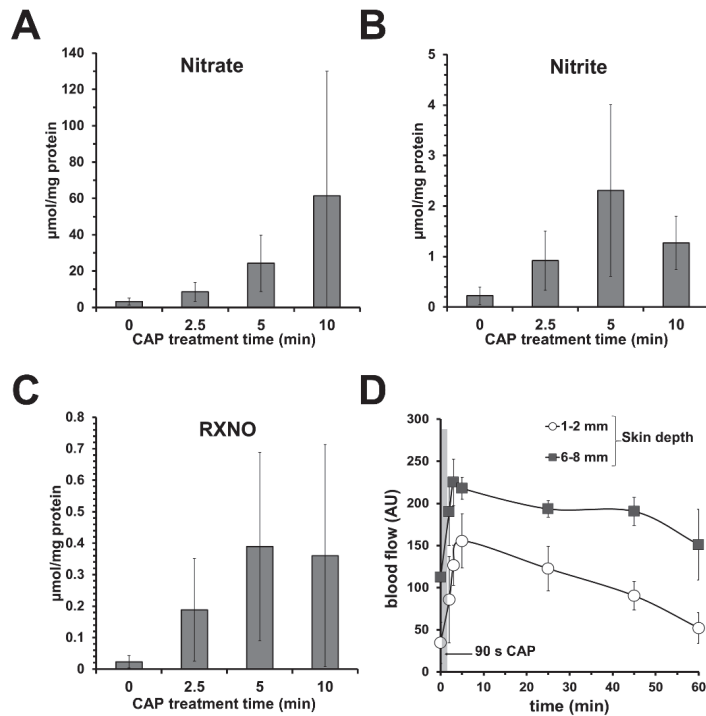 A
Nitrate
µmol/mg protein
140
120
100
80
60
40
20
0
0 2.5 5 10
CAP treatment time (min)
B
Nitrite
µmol/mg protein
5
4
3
2
1
0
0 2.5 5 10
CAP treatment time (min)
C
RXNO
µmol/mg protein
0.8
0.7
0.6
0.5
0.4
0.3
0.2
0.1
0
0 2.5 5 10
CAP treatment time (min)
D
1-2 mm
6-8 mm
Skin depth
blood flow (AU)
300
250
200
150
100
50
0
90 s CAP
0 10 20 30 40 50 60
time (min)